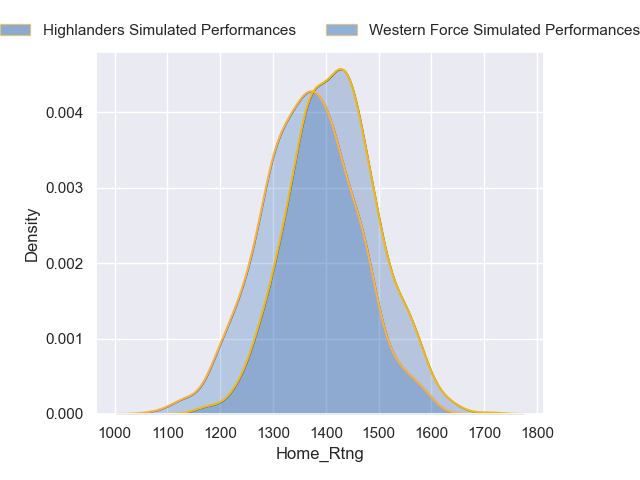 Highlanders Simulated Performances
Western Force Simulated Performances
0.004
0.003
0.002
0.001
0.000
Density
1000 1100 1200 1300 1400 1500 1600 1700 1800
Home_Rtng